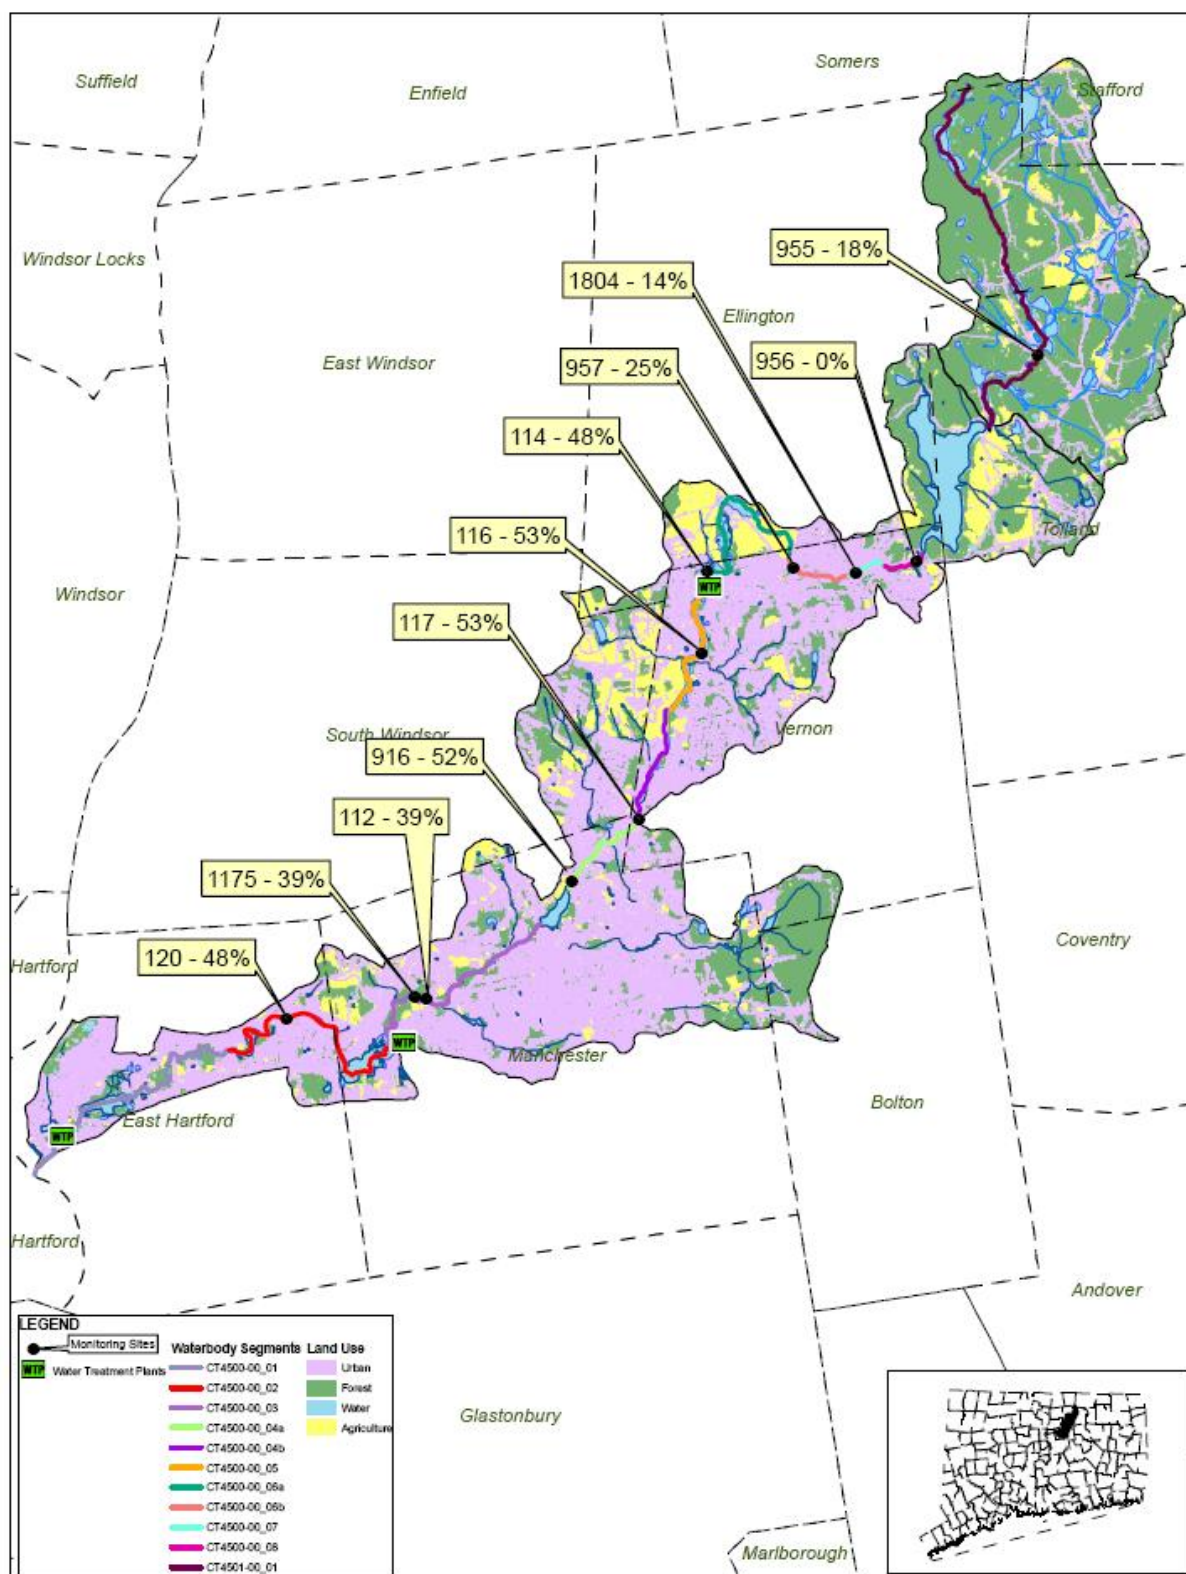 Suffield
Enfield
Somers
Stafford
Windsor Locks
955 - 18%
1804 - 14%
Ellington
East Windsor
957 - 25%
956 - 0%
114 - 48%
116 - 53%
Tolland
WTP
Windsor
117 - 53%
South Windsor
Vernon
916 - 52%
112 - 39%
1175 - 39%
Coventry
120 - 48%
Hartford
WTP
Manchester
Bolton
East Hartford
WTP
Hartford
Andover
LEGEND
Monitoring Sites
WTP Water Treatment Plants
Waterbody Segments
CT4500-00_01
CT4500-00_02
CT4500-00_03
CT4500-00_04a
CT4500-00_04b
CT4500-00_05
CT4500-00_06a
CT4500-00_06b
CT4500-00_07
CT4500-00_08
CT4501-00_01
Land Use
Urban
Forest
Water
Agriculture
Glastonbury
Marlborough